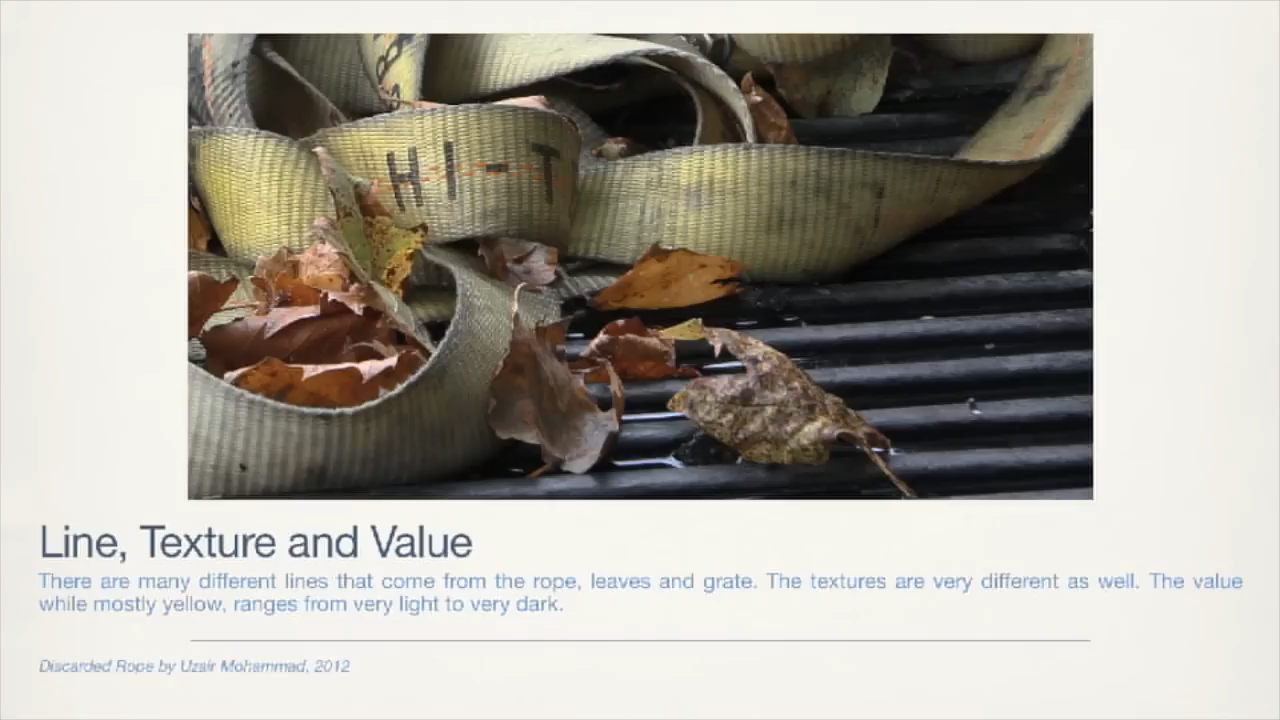 HI-T
Line, Texture and Value
There are many different lines that come from the rope, leaves and grate. The textures are very different as well. The value
while mostly yellow, ranges from very light to very dark.
Discarded Rope by Uzair Mohammad, 2012